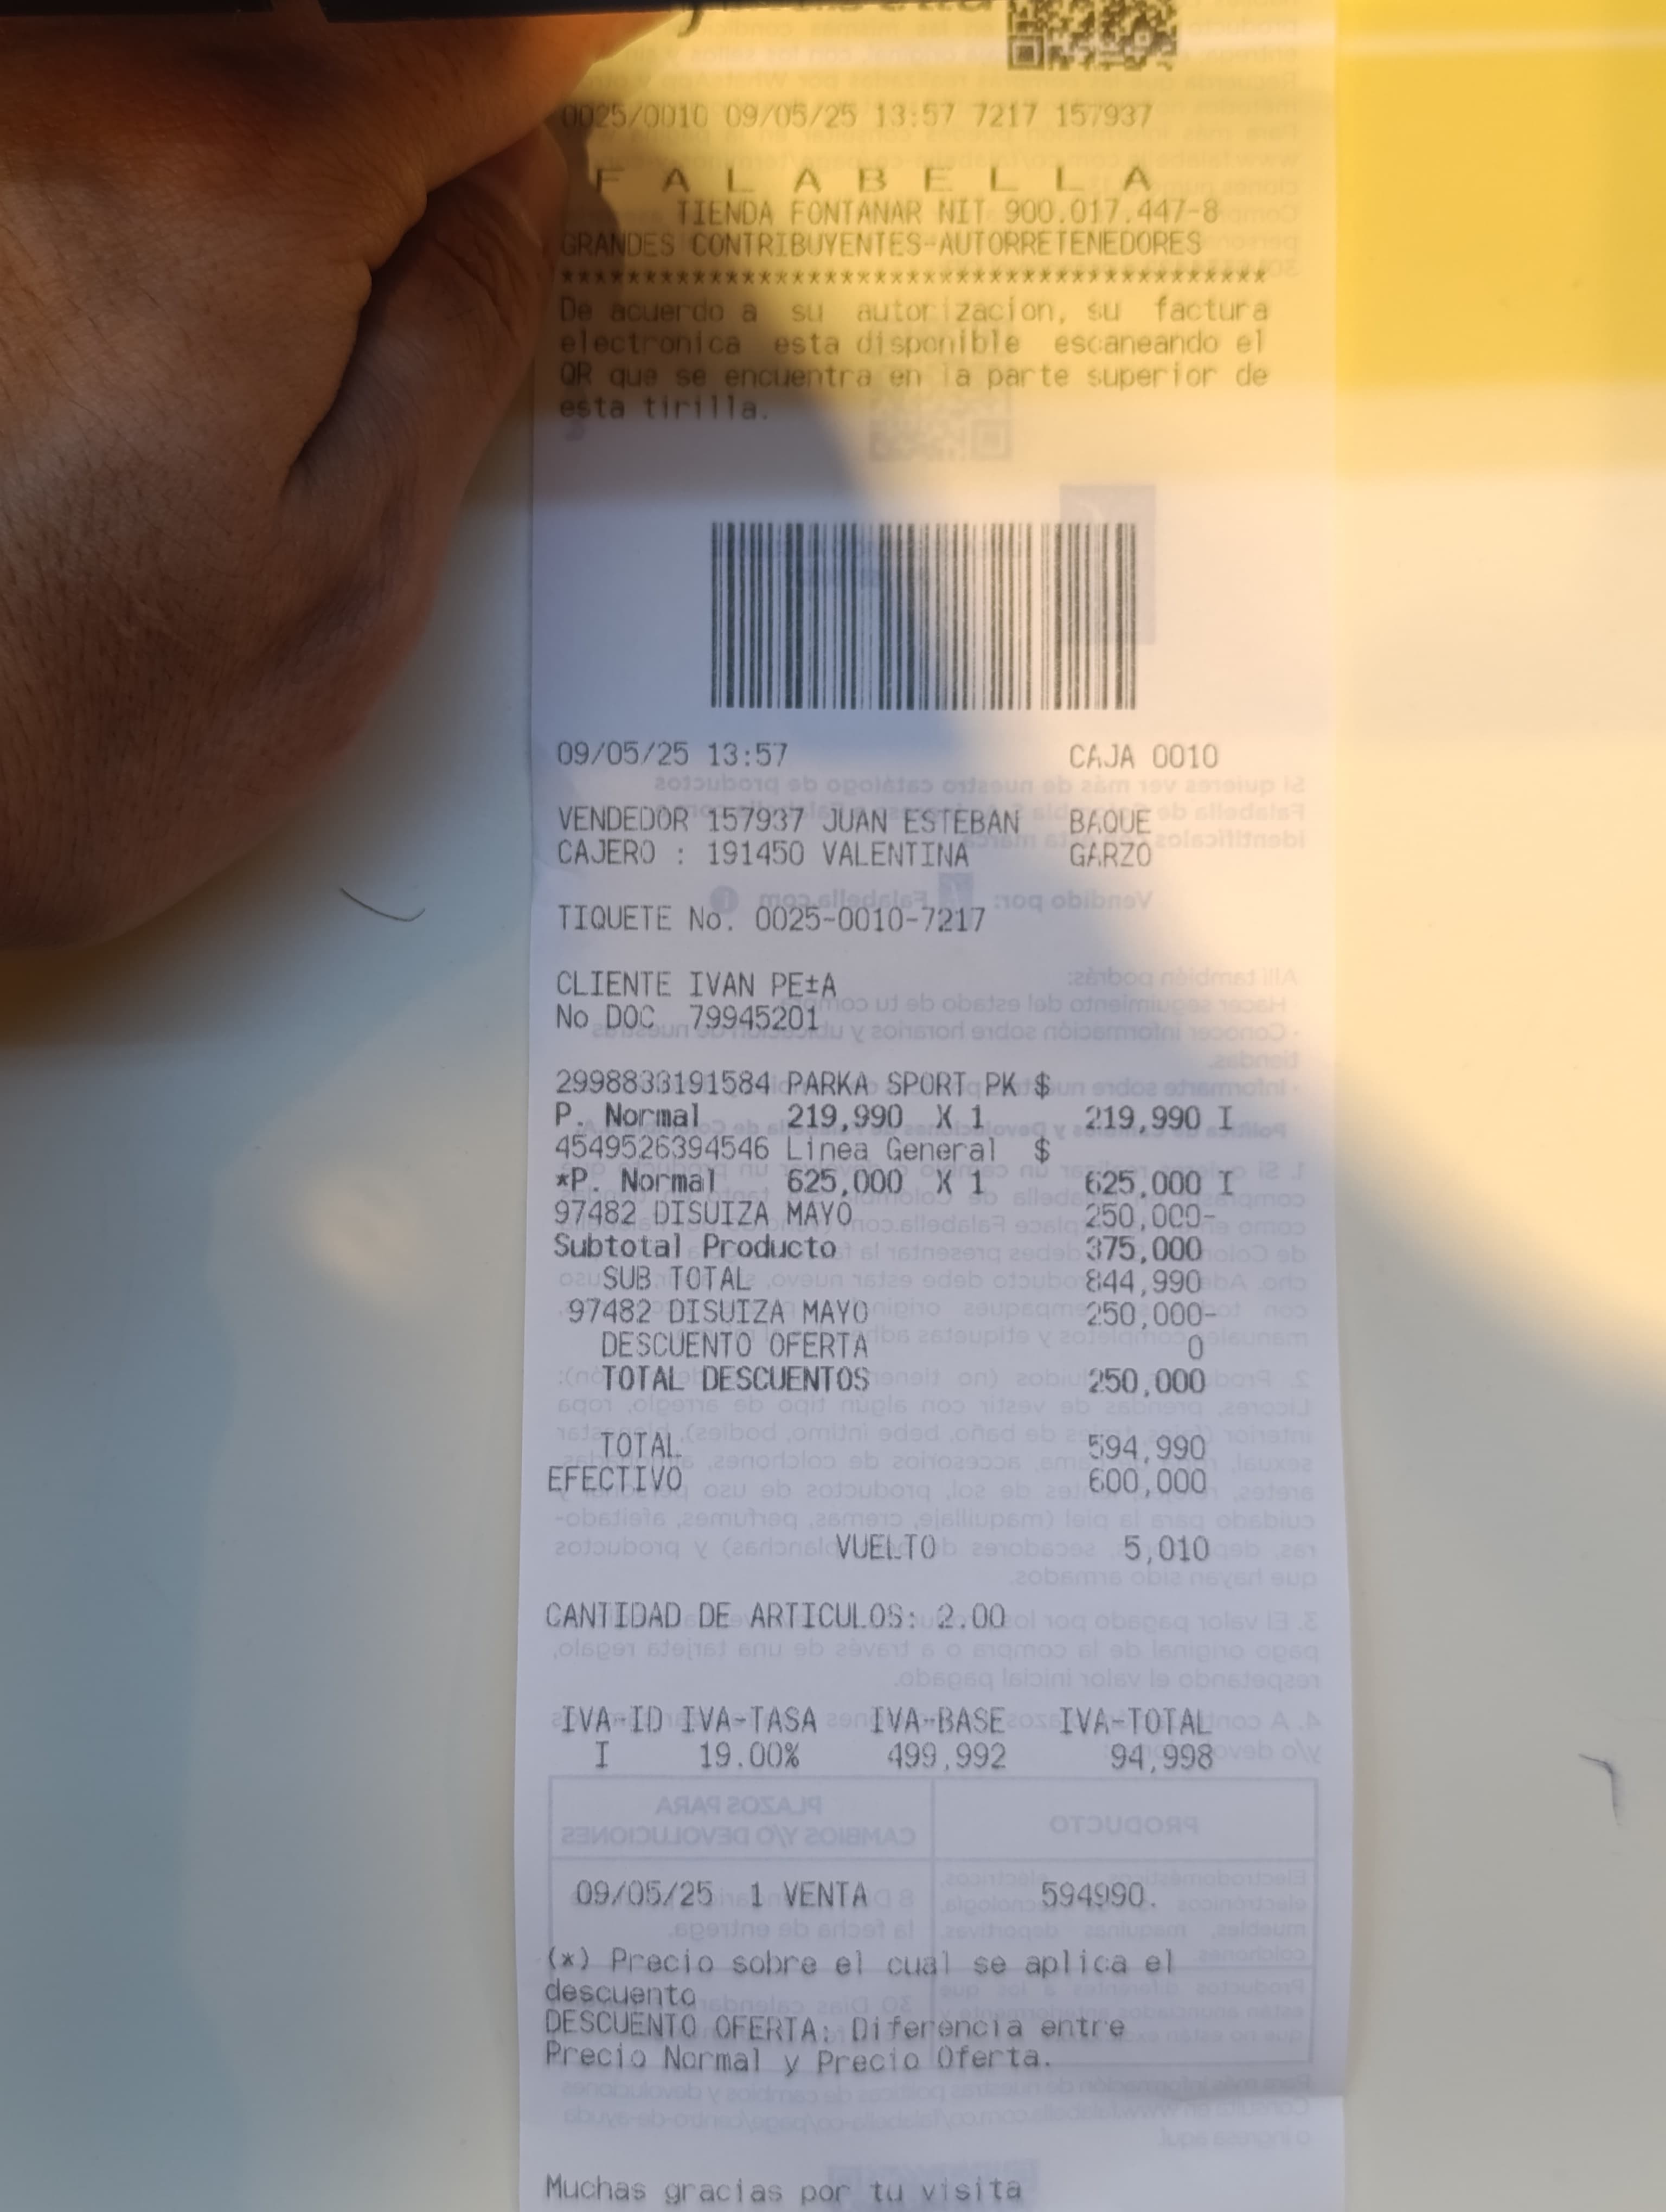 0025/0010 09/05/25 13:57 7217 157937
FALABELLA
TIENDA FONTANAR NIT 900.017.447-8
GRANDES CONTRIBUYENTES-AUTORRETENEDORES
*******************************************
De acuerdo a su autorizacion, su factura
electronica esta disponible escaneando el
QR que se encuentra en la parte superior de
esta tirilla.
09/05/25 13:57 CAJA 0010
VENDEDOR 157937 JUAN ESTEBAN BAQUE
CAJERO : 191450 VALENTINA GARZO
TIQUETE No. 0025-0010-7217
CLIENTE IVAN PE±A
No DOC 79945201
2998833191584 PARKA SPORT PK $
P. Normal 219,990 X 1 219,990 I
4549526394546 Linea General $
*P. Normal 625,000 X 1 625,000 I
97482 DISUIZA MAYO 250,000-
Subtotal Producto 375,000
SUB TOTAL 844,990
97482 DISUIZA MAYO 250,000-
DESCUENTO OFERTA 0
TOTAL DESCUENTOS 250,000
TOTAL 594,990
EFECTIVO 600,000
VUELTO 5,010
CANTIDAD DE ARTICULOS: 2.00
IVA-ID IVA-TASA IVA-BASE IVA-TOTAL
I 19.00% 499,992 94,998
09/05/25 1 VENTA 594990.
(*) Precio sobre el cual se aplica el
descuento
DESCUENTO OFERTA: Diferencia entre
Precio Normal y Precio Oferta.
Muchas gracias por tu visita